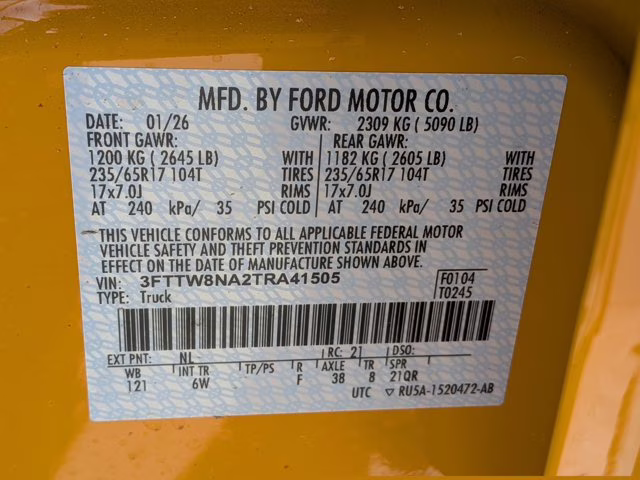 MFD. BY FORD MOTOR CO.
DATE: 01/26 GVWR: 2309 KG (5090 LB)
FRONT GAWR: REAR GAWR:
1200 KG (2645 LB) WITH 1182 KG (2605 LB) WITH
235/65R17 104T TIRES 235/65R17 104T TIRES
17x7.0J RIMS 17x7.0J RIMS
AT 240 kPa/ 35 PSI COLD AT 240 kPa/ 35 PSI COLD
THIS VEHICLE CONFORMS TO ALL APPLICABLE FEDERAL MOTOR
VEHICLE SAFETY AND THEFT PREVENTION STANDARDS IN
EFFECT ON THE DATE OF MANUFACTURE SHOWN ABOVE.
VIN: 3FTTW8NA2TRA41505 F0104
TYPE: Truck T0245
EXT PNT: NL RC: 21 DSO:
WB INT TR TP/PS R AXLE TR SPR
121 6W F 38 8 21QR
UTC ▽ RU5A-1520472-AB